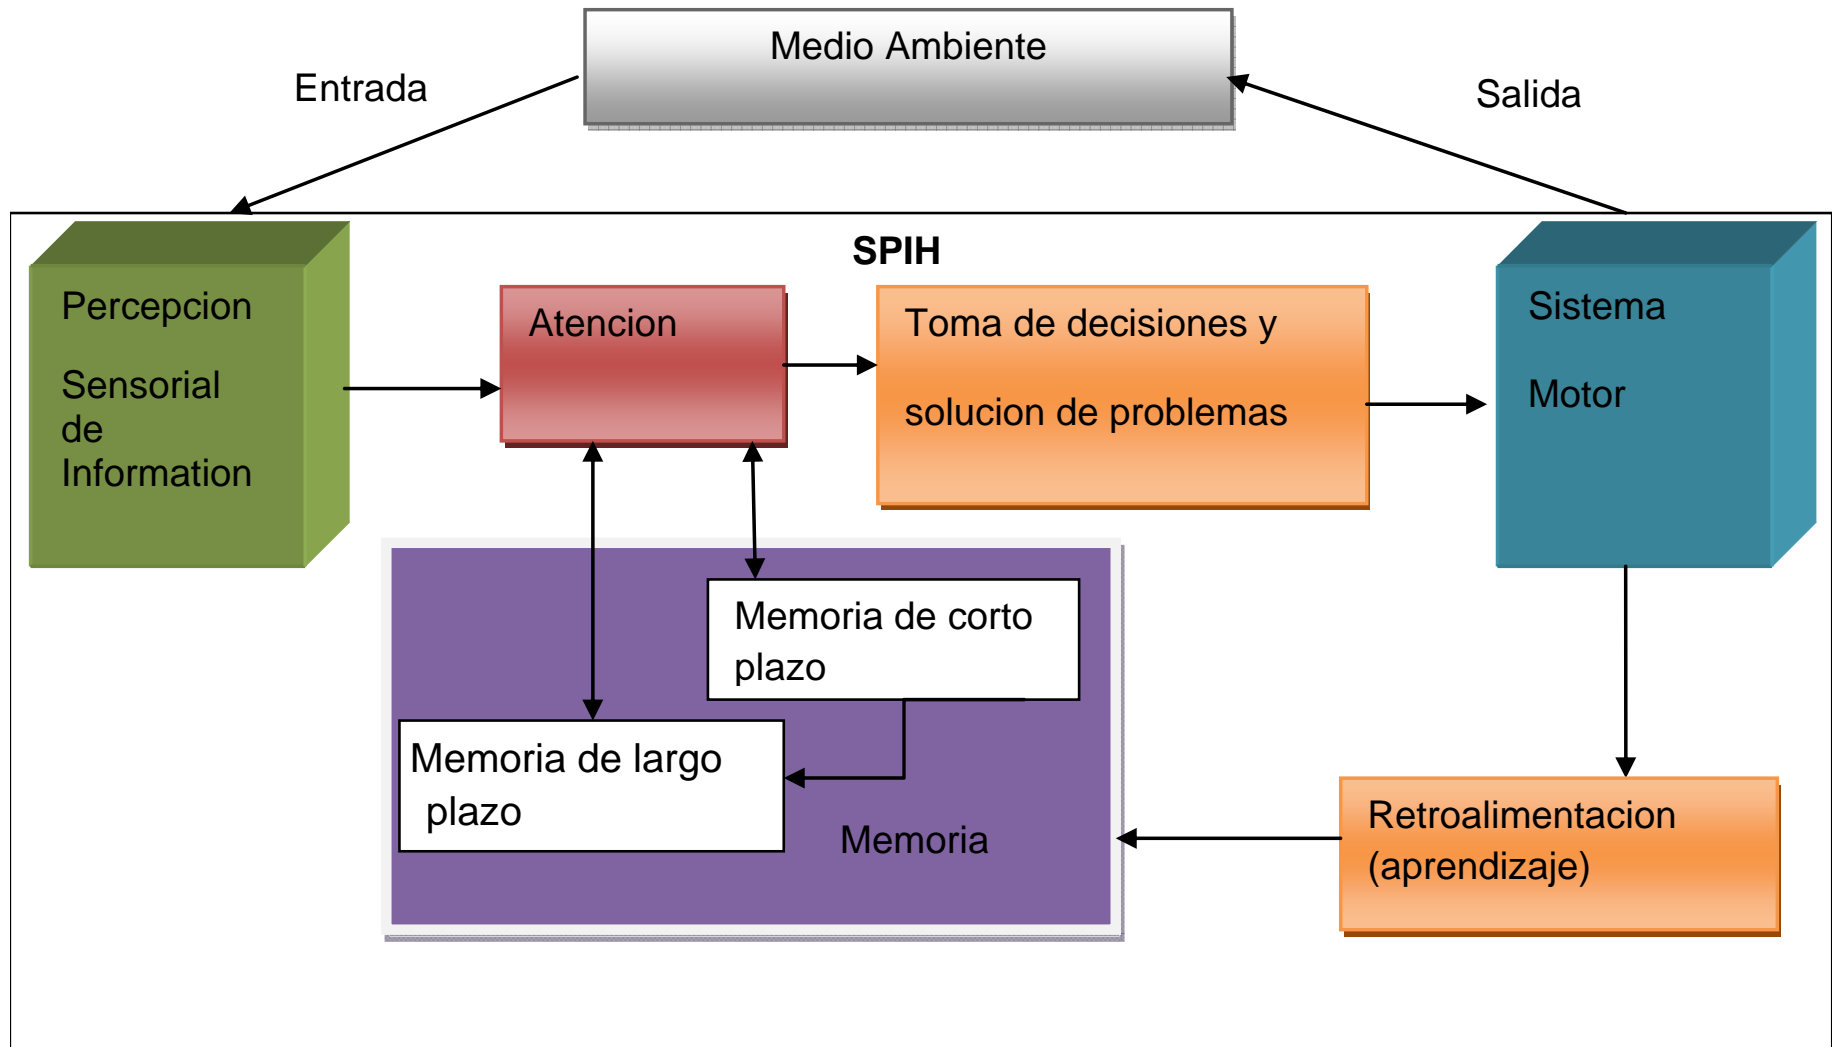 Medio Ambiente
Entrada
Salida
SPIH
Percepcion
Sensorial
de
Information
Atencion
Toma de decisiones y
solucion de problemas
Sistema
Motor
Memoria de corto
plazo
Memoria de largo
plazo
Memoria
Retroalimentacion
(aprendizaje)